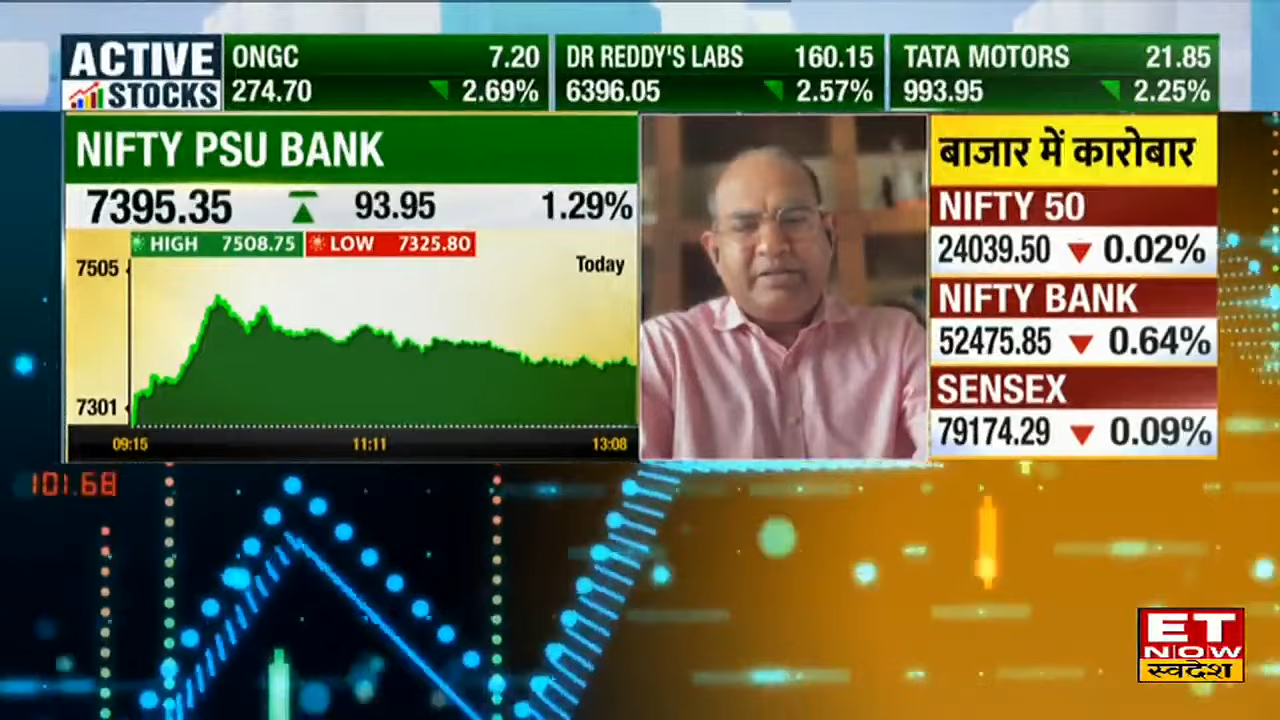 ACTIVE STOCKS
ONGC 7.20
274.70 2.69%
DR REDDY'S LABS 160.15
6396.05 2.57%
TATA MOTORS 21.85
993.95 2.25%
NIFTY PSU BANK
7395.35 93.95 1.29%
HIGH 7508.75 LOW 7325.80
Today
7505
7301
09:15 11:11 13:08
बाजार में कारोबार
NIFTY 50
24039.50 0.02%
NIFTY BANK
52475.85 0.64%
SENSEX
79174.29 0.09%
101.68
ET
NOW
स्वदेश